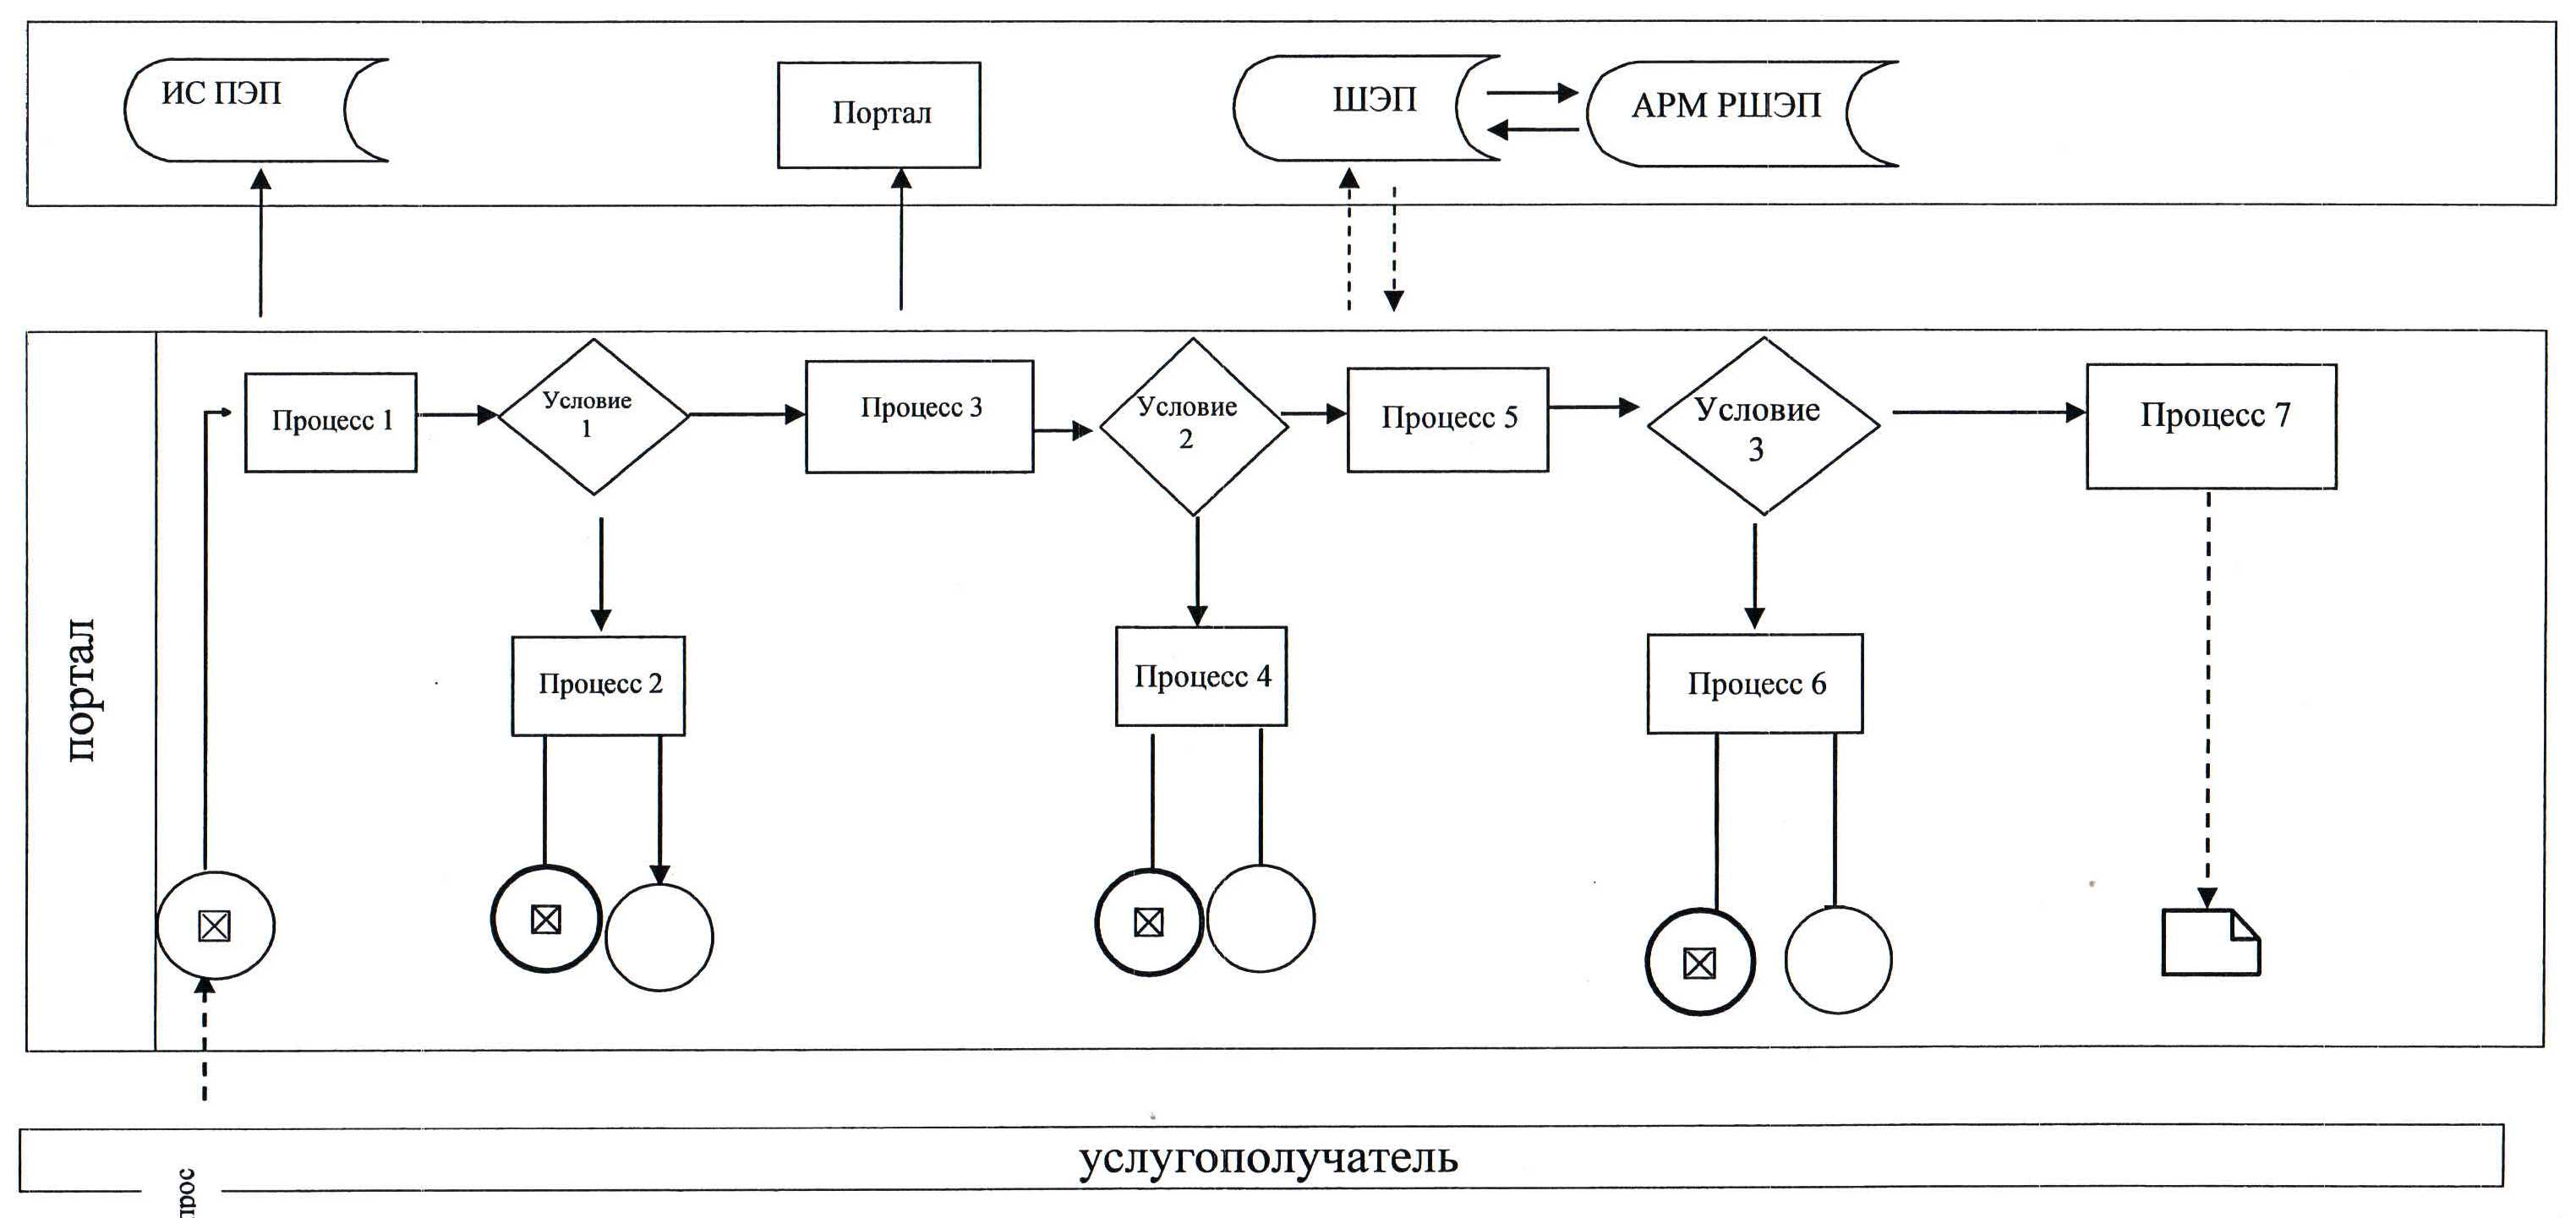 ИС ПЭП
Портал
ШЭП
АРМ РШЭП
портал
Процесс 1
Условие
1
Процесс 3
Условие
2
Процесс 5
Условие
3
Процесс 7
Процесс 2
Процесс 4
Процесс 6
услугополучатель
прос